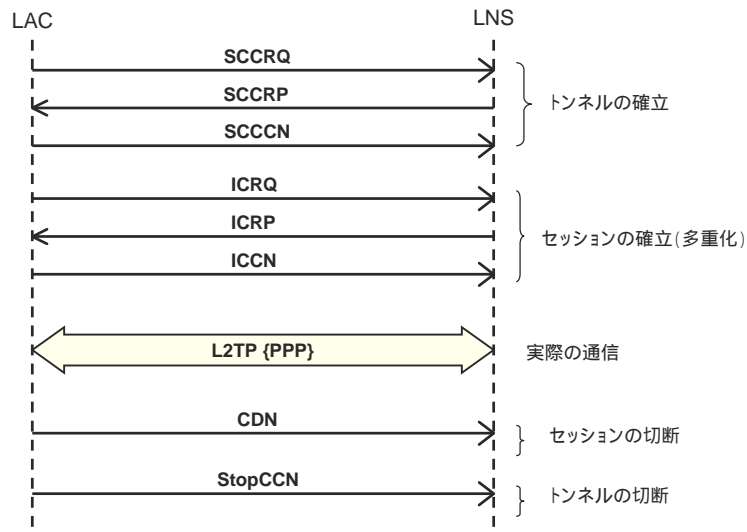 LAC
LNS
SCCRQ
SCCRP
SCCCN
トンネルの確立
ICRQ
ICRP
ICCN
セッションの確立(多重化)
L2TP {PPP}
実際の通信
CDN
セッションの切断
StopCCN
トンネルの切断